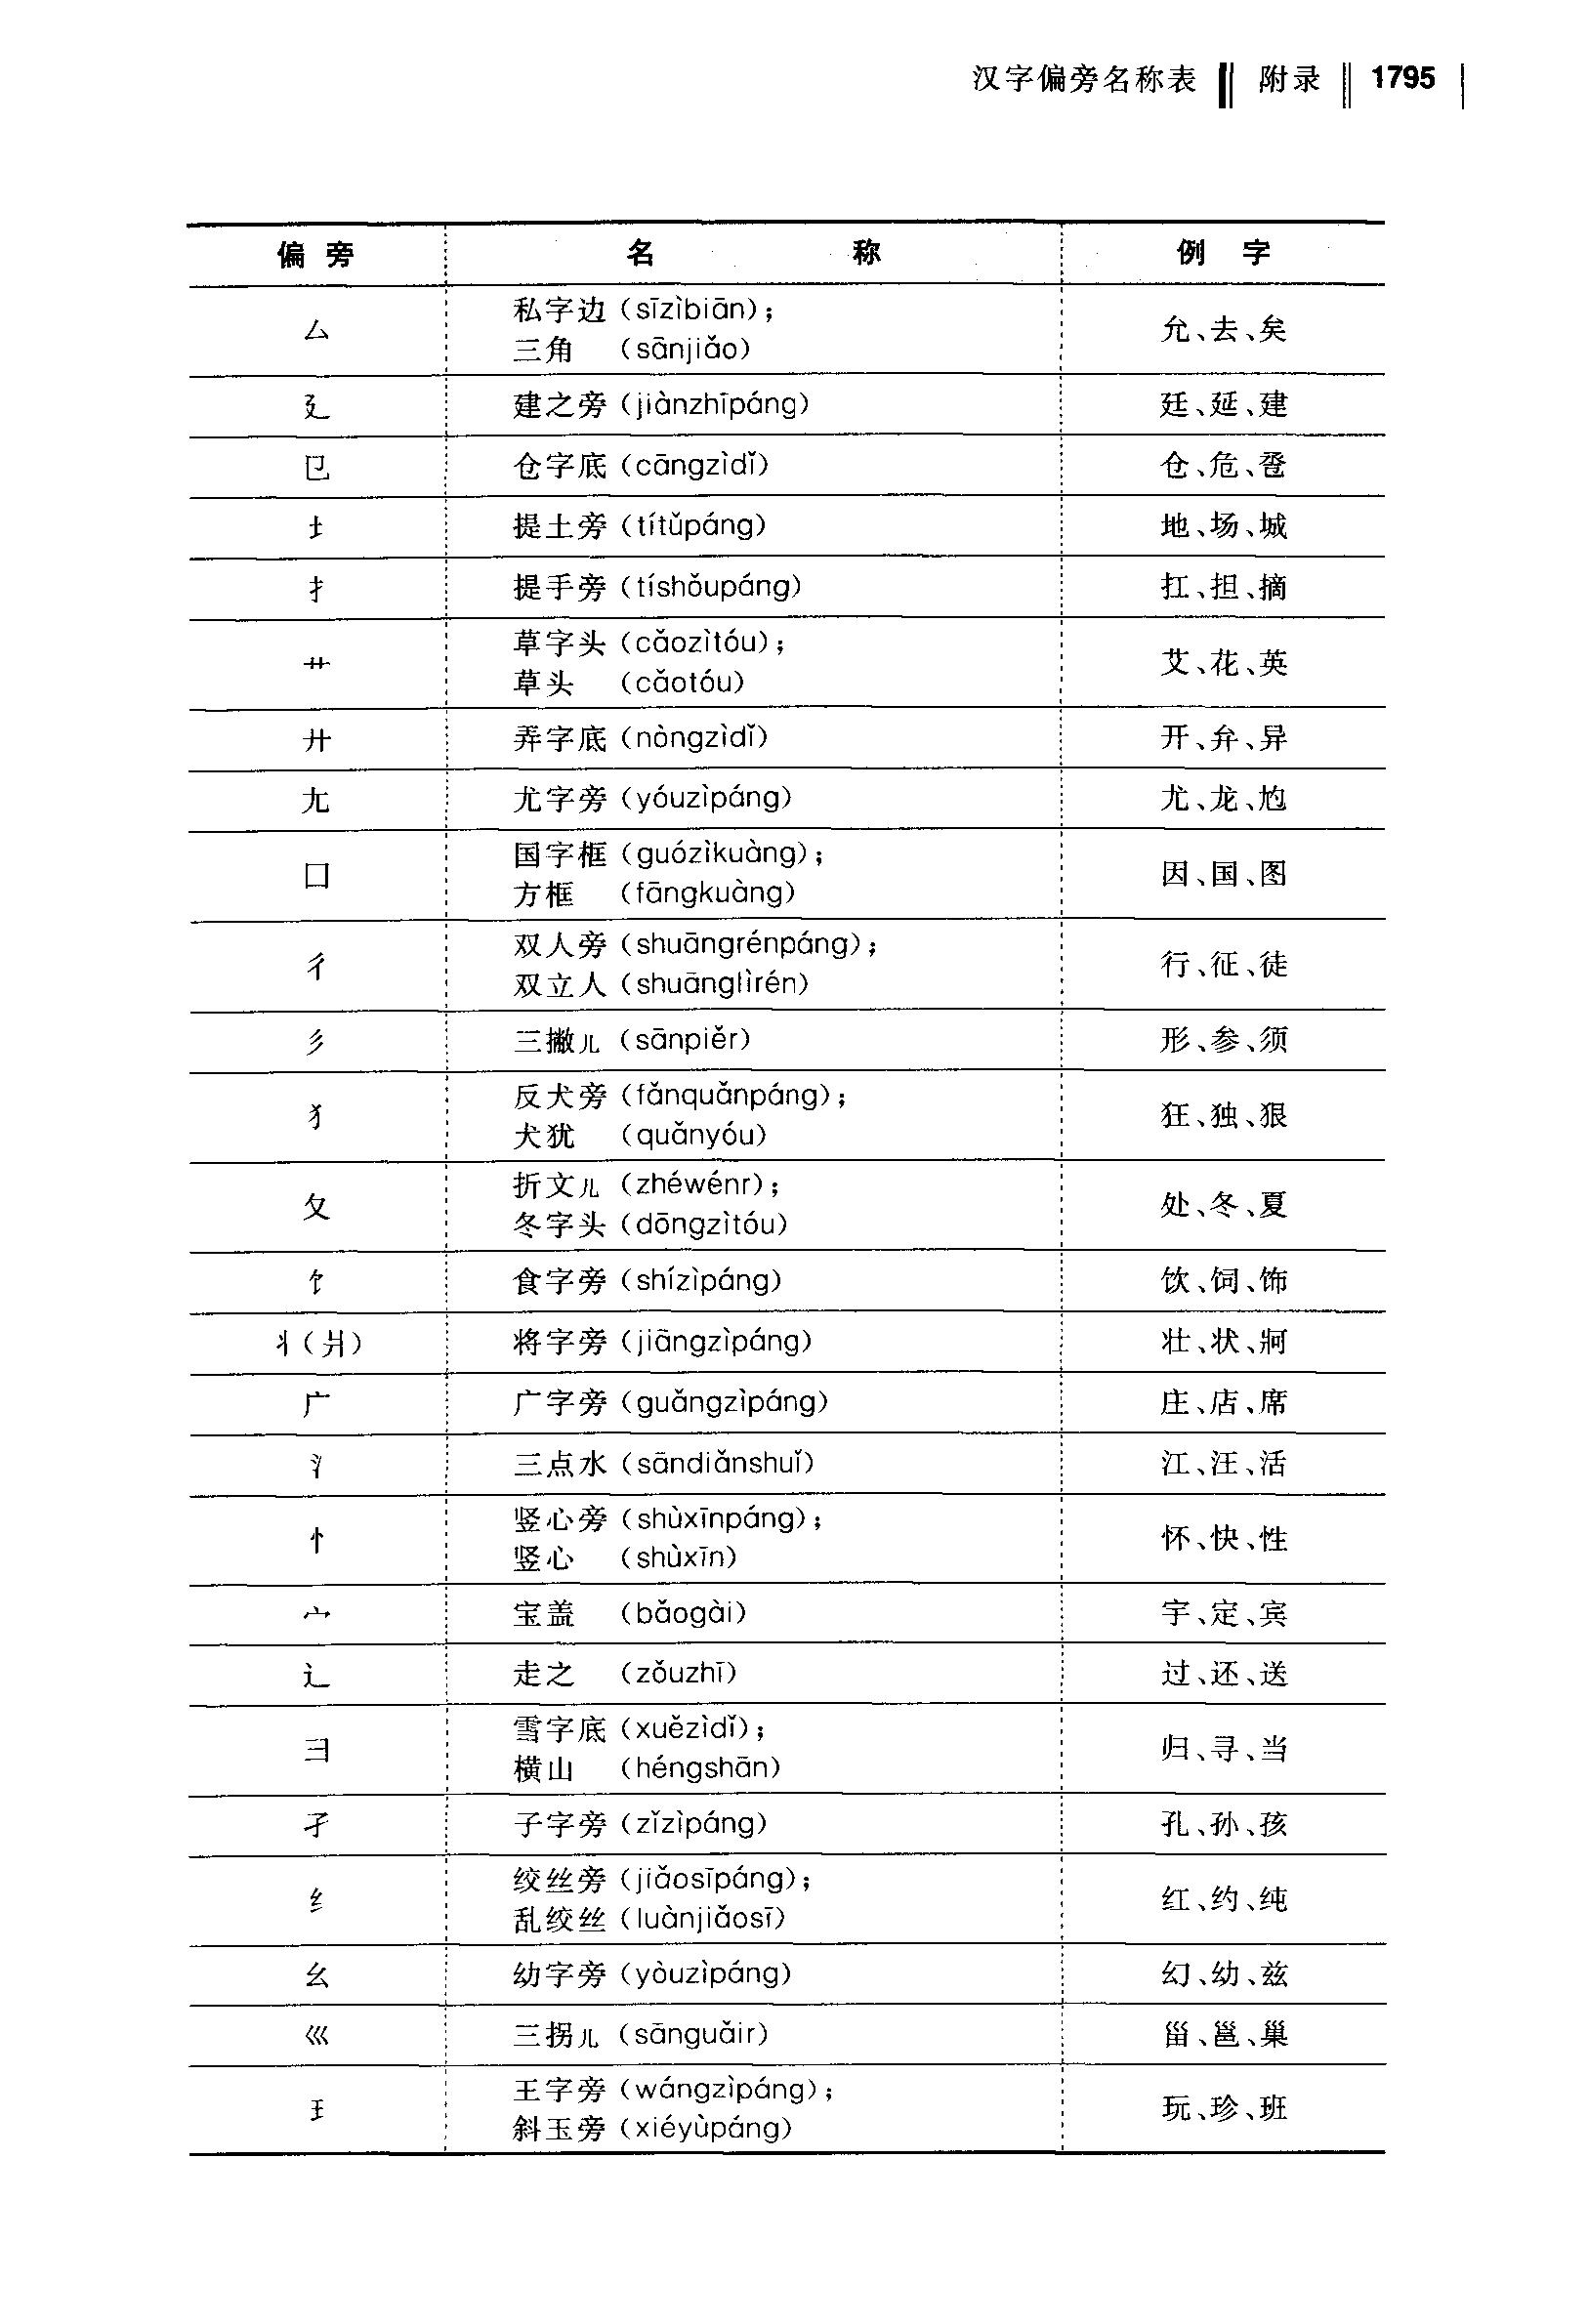 汉字偏旁名称表 附录 1795
偏旁 名称 例字
厶 私字边(sīzìbiān); 允、去、矣
三角 (sānjiǎo)
廴 建之旁(jiànzhīpáng) 廷、延、建
㔾 仓字底(cāngzìdǐ) 仓、危、卺
土 提土旁(títǔpáng) 地、场、城
扌 提手旁(tíshǒupáng) 扛、担、摘
艹 草字头(cǎozìtóu); 艾、花、英
草头 (cǎotóu)
廾 弄字底(nòngzìdǐ) 开、弁、异
尢 尤字旁(yóuzìpáng) 尤、龙、尥
囗 国字框(guózìkuàng); 因、国、图
方框 (fāngkuàng)
彳 双人旁(shuāngrénpáng); 行、征、徒
双立人(shuānglìrén)
彡 三撇儿(sānpiěr) 形、参、须
犭 反犬旁(fǎnquǎnpáng); 狂、独、狠
犬犹 (quǎnyóu)
夂 折文儿(zhéwénr); 处、冬、夏
冬字头(dōngzìtóu)
饣 食字旁(shízìpáng) 饮、饲、饰
丬(爿) 将字旁(jiāngzìpáng) 壮、状、牁
广 广字旁(guǎngzìpáng) 庄、店、席
氵 三点水(sāndiǎnshuǐ) 江、汪、活
忄 竖心旁(shùxīnpáng); 怀、快、性
竖心 (shùxīn)
宀 宝盖 (bǎogài) 宇、定、宾
辶 走之 (zǒuzhī) 过、还、送
彐 雪字底(xuězìdǐ); 归、寻、当
横山 (héngshān)
孑 子字旁(zǐzìpáng) 孔、孙、孩
纟 绞丝旁(jiǎosīpáng); 红、约、纯
乱绞丝(luànjiǎosī)
幺 幼字旁(yòuzìpáng) 幻、幼、兹
巛 三拐儿(sānguǎir) 甾、邕、巢
王 王字旁(wángzìpáng); 玩、珍、班
斜玉旁(xiéyùpáng)